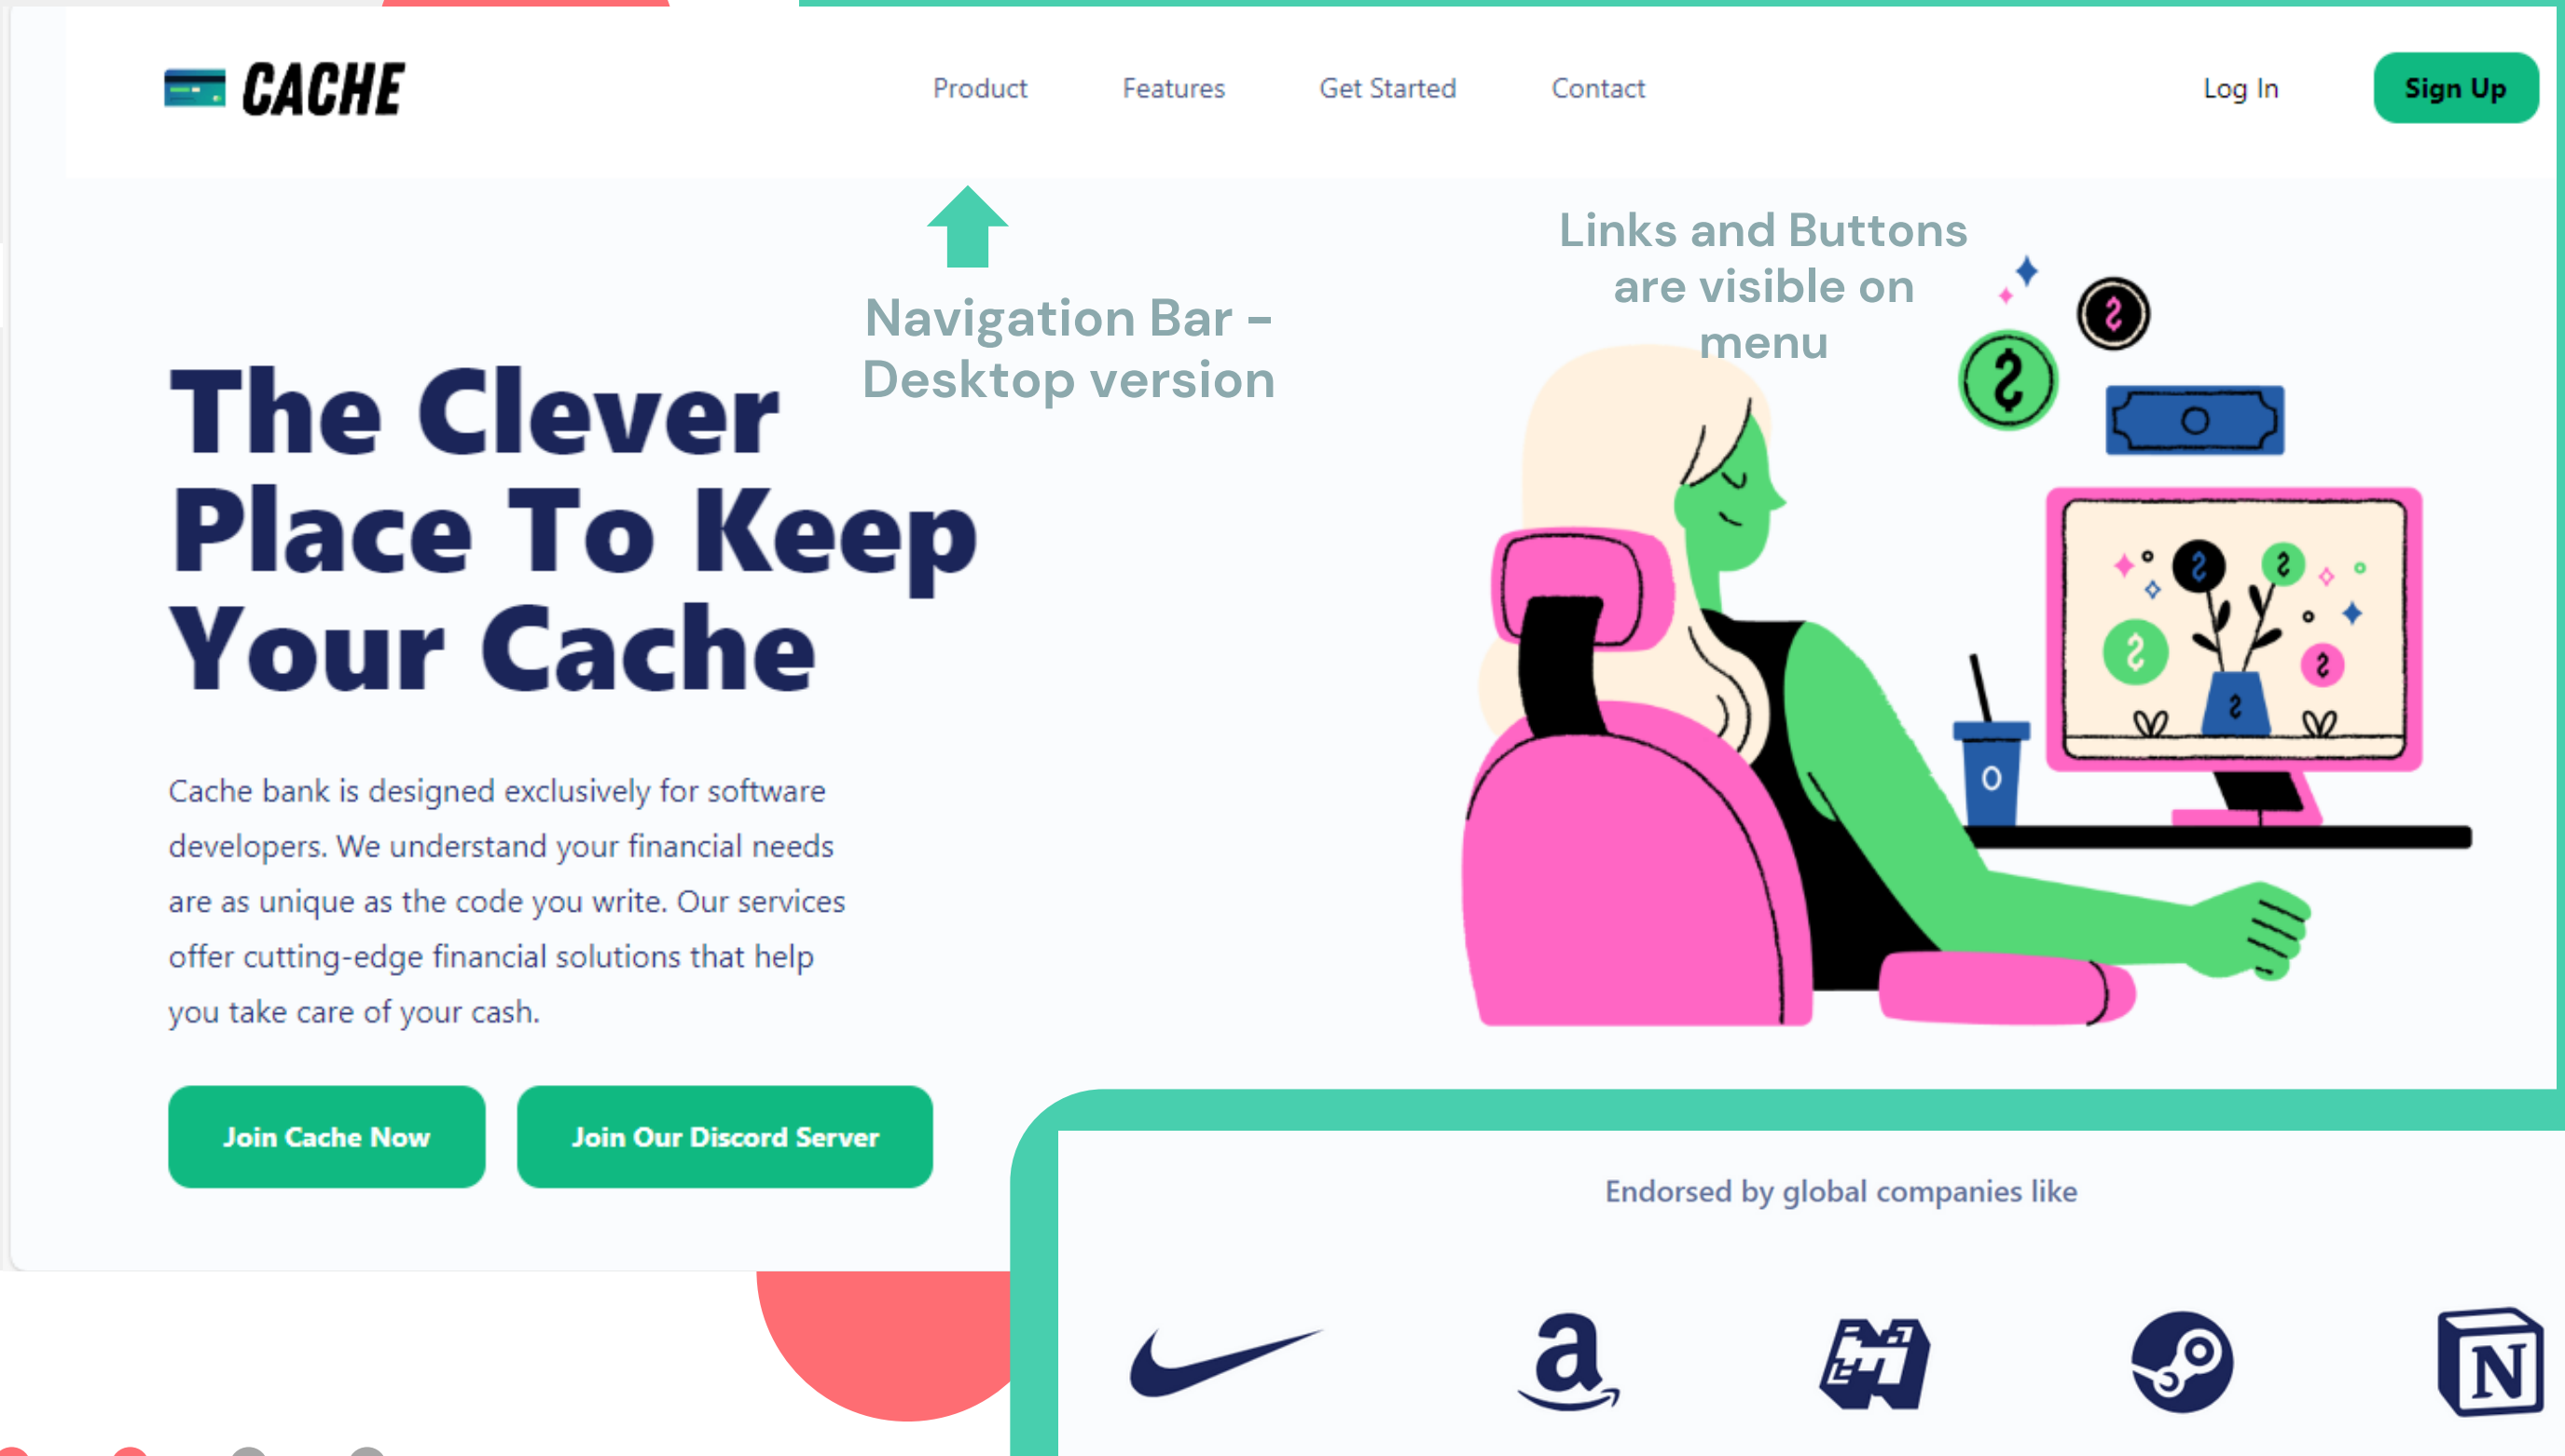 CACHE
Product
Features
Get Started
Contact
Log In
Sign Up
Navigation Bar -
Desktop version
Links and Buttons
are visible on
menu
The Clever
Place To Keep
Your Cache
Cache bank is designed exclusively for software
developers. We understand your financial needs
are as unique as the code you write. Our services
offer cutting-edge financial solutions that help
you take care of your cash.
Join Cache Now
Join Our Discord Server
Endorsed by global companies like
a
N